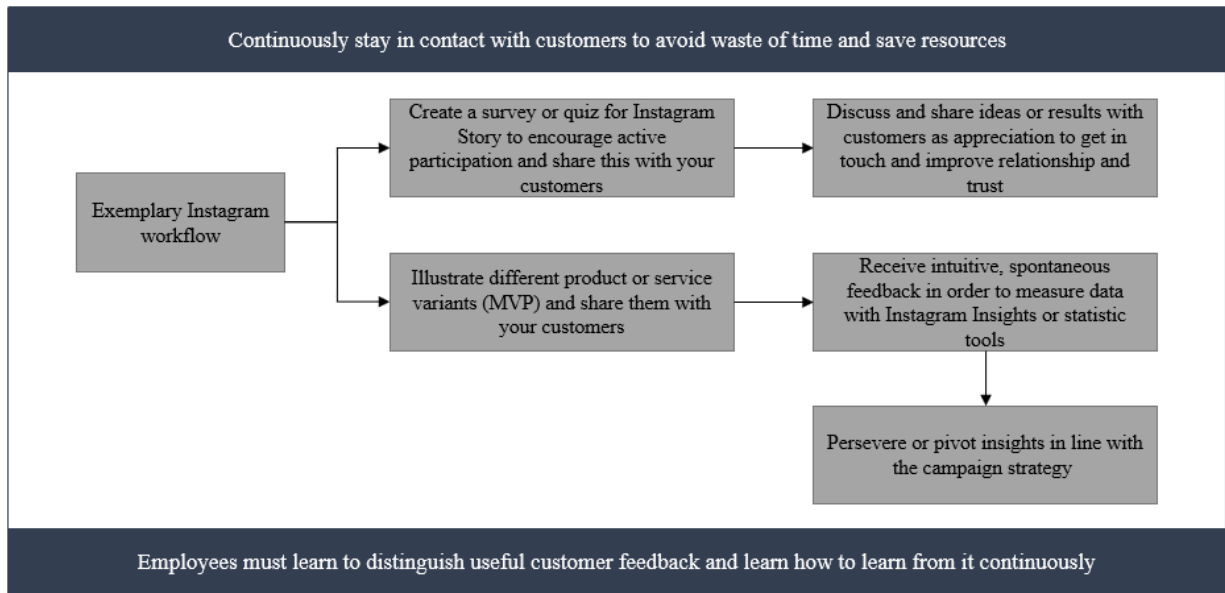 Continuously stay in contact with customers to avoid waste of time and save resources
Exemplary Instagram
workflow
Create a survey or quiz for Instagram
Story to encourage active
participation and share this with your
customers
Discuss and share ideas or results with
customers as appreciation to get in
touch and improve relationship and
trust
Illustrate different product or service
variants (MVP) and share them with
your customers
Receive intuitive, spontaneous
feedback in order to measure data
with Instagram Insights or statistic
tools
Persevere or pivot insights in line with
the campaign strategy
Employees must learn to distinguish useful customer feedback and learn how to learn from it continuously